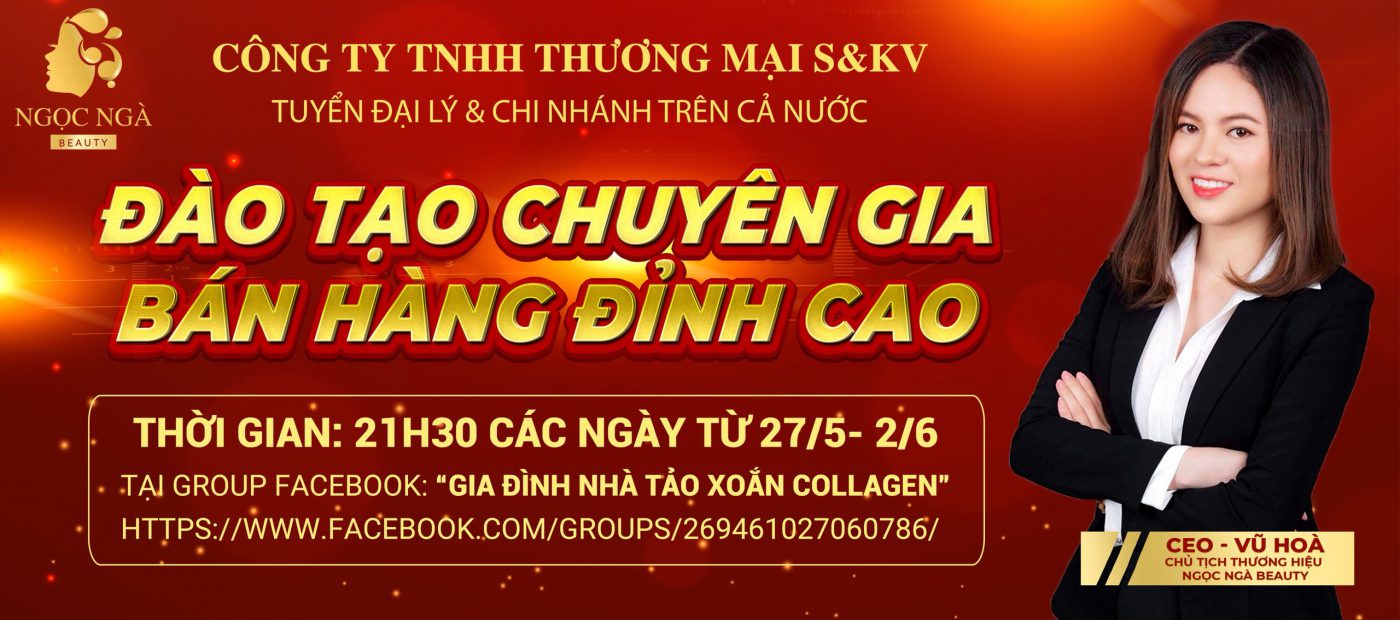 NGỌC NGÀ
BEAUTY
CÔNG TY TNHH THƯƠNG MẠI S&KV
TUYỂN ĐẠI LÝ & CHI NHÁNH TRÊN CẢ NƯỚC
ĐÀO TẠO CHUYÊN GIA
BÁN HÀNG ĐỈNH CAO
THỜI GIAN: 21H30 CÁC NGÀY TỪ 27/5- 2/6
TẠI GROUP FACEBOOK: “GIA ĐÌNH NHÀ TẢO XOẮN COLLAGEN”
HTTPS://WWW.FACEBOOK.COM/GROUPS/269461027060786/
CEO - VŨ HOÀ
CHỦ TỊCH THƯƠNG HIỆU
NGỌC NGÀ BEAUTY